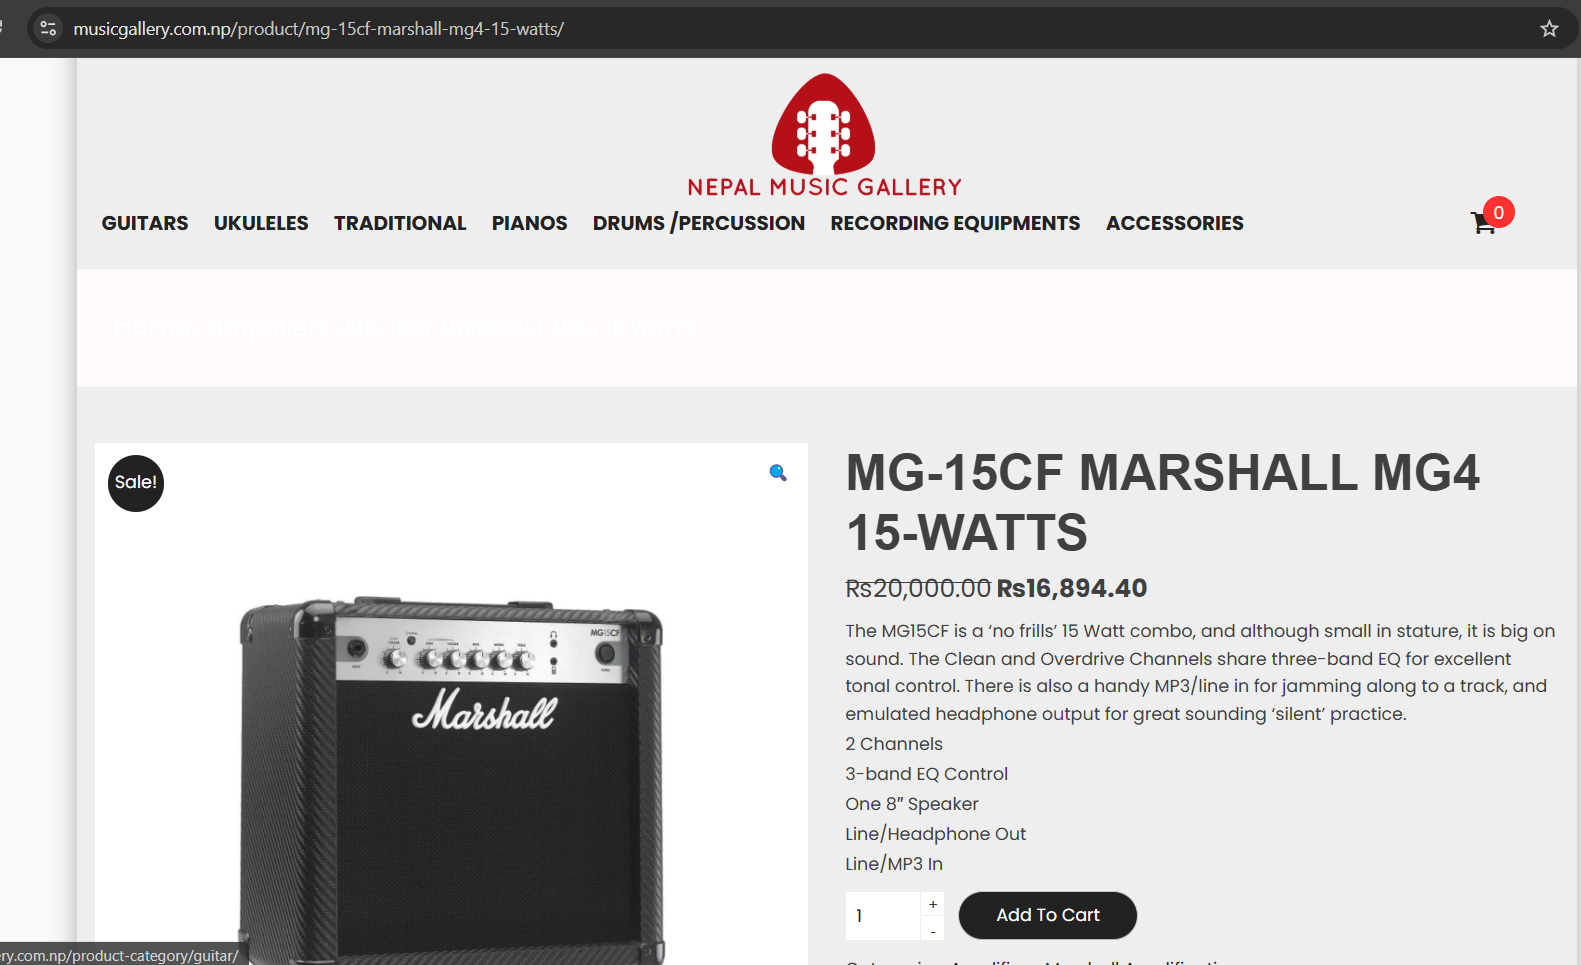 musicgallery.com.np/product/mg-15cf-marshall-mg4-15-watts/
NEPAL MUSIC GALLERY
GUITARS UKULELES TRADITIONAL PIANOS DRUMS /PERCUSSION RECORDING EQUIPMENTS ACCESSORIES 0
Home / Amplifiers / MG-15CF MARSHALL MG4 15-WATTS
Sale!
MG15CF
Marshall
MG-15CF MARSHALL MG4
15-WATTS
Rs20,000.00 Rs16,894.40
The MG15CF is a ‘no frills’ 15 Watt combo, and although small in stature, it is big on
sound. The Clean and Overdrive Channels share three-band EQ for excellent
tonal control. There is also a handy MP3/line in for jamming along to a track, and
emulated headphone output for great sounding ‘silent’ practice.
2 Channels
3-band EQ Control
One 8″ Speaker
Line/Headphone Out
Line/MP3 In
1 + -
Add To Cart
ery.com.np/product-category/guitar/